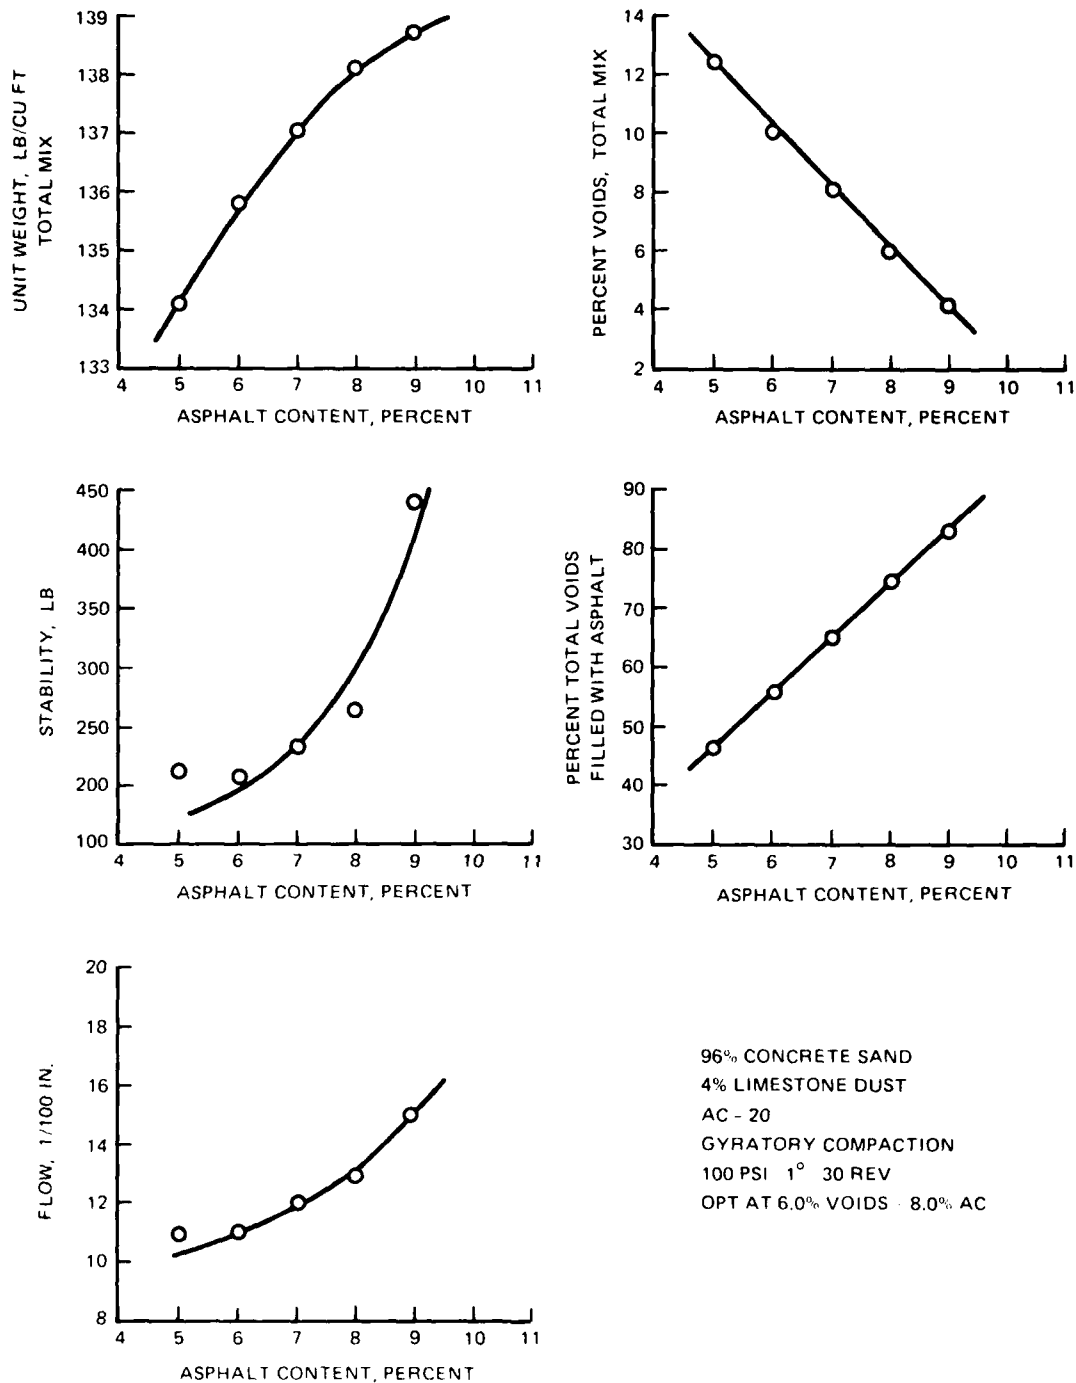 UNIT WEIGHT, LB/CU FT
TOTAL MIX
139
138
137
136
135
134
133
4 5 6 7 8 9 10 11
ASPHALT CONTENT, PERCENT
PERCENT VOIDS, TOTAL MIX
14
12
10
8
6
4
2
4 5 6 7 8 9 10 11
ASPHALT CONTENT, PERCENT
STABILITY, LB
450
400
350
300
250
200
100
4 5 6 7 8 9 10 11
ASPHALT CONTENT, PERCENT
PERCENT TOTAL VOIDS
FILLED WITH ASPHALT
90
80
70
60
50
40
30
4 5 6 7 8 9 10 11
ASPHALT CONTENT, PERCENT
FLOW, 1/100 IN.
20
18
16
14
12
10
8
4 5 6 7 8 9 10 11
ASPHALT CONTENT, PERCENT
96% CONCRETE SAND
4% LIMESTONE DUST
AC - 20
GYRATORY COMPACTION
100 PSI 1° 30 REV
OPT AT 6.0% VOIDS - 8.0% AC